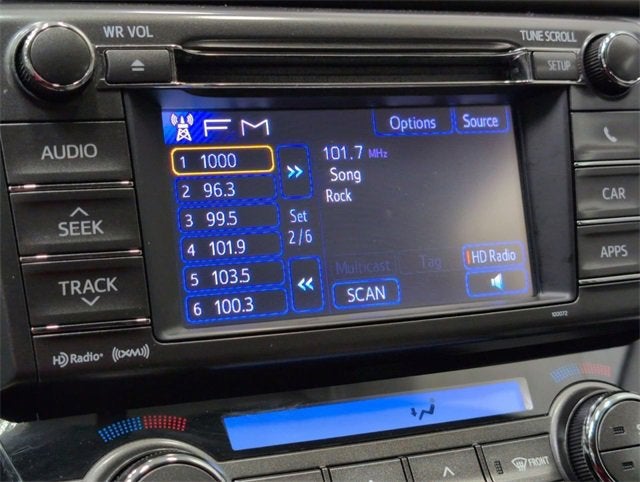 PWR VOL
TUNE SCROLL
SETUP
AUDIO
SEEK
TRACK
HD Radio®
((XM))
FM
Options
Source
1 1000
2 96.3
3 99.5
4 101.9
5 103.5
6 100.3
Set
2/6
101.7 MHz
Song
Rock
Multicast
Tag
HD Radio
SCAN
CAR
APPS
100072
FRONT